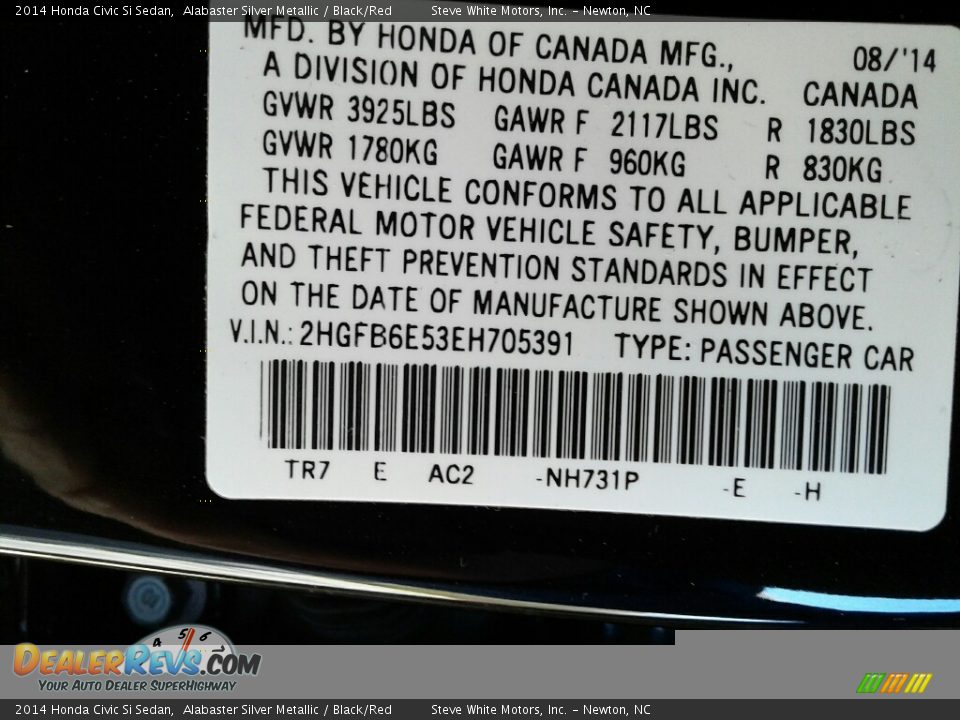 2014 Honda Civic Si Sedan,  Alabaster Silver Metallic / Black/Red        Steve White Motors, Inc. - Newton, NC
MFD. BY HONDA OF CANADA MFG., 08/'14
A DIVISION OF HONDA CANADA INC. CANADA
GVWR 3925LBS GAWR F 2117LBS R 1830LBS
GVWR 1780KG GAWR F 960KG R 830KG
THIS VEHICLE CONFORMS TO ALL APPLICABLE
FEDERAL MOTOR VEHICLE SAFETY, BUMPER,
AND THEFT PREVENTION STANDARDS IN EFFECT
ON THE DATE OF MANUFACTURE SHOWN ABOVE.
V.I.N.: 2HGFB6E53EH705391 TYPE: PASSENGER CAR
TR7 E AC2 -NH731P -E -H
4 5 6 7
DEALERREVS.COM
YOUR AUTO DEALER SUPERHIGHWAY
2014 Honda Civic Si Sedan,  Alabaster Silver Metallic / Black/Red        Steve White Motors, Inc. - Newton, NC